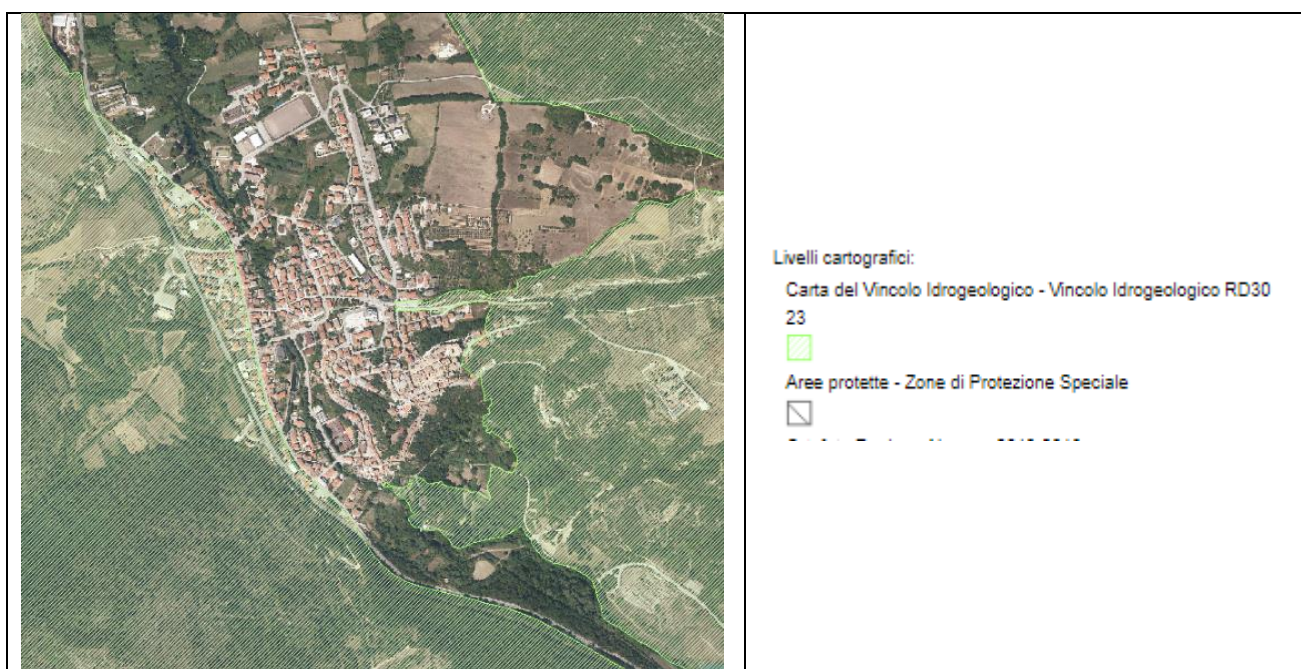 Livelli cartografici:
Carta del Vincolo Idrogeologico - Vincolo Idrogeologico RD30
23
Aree protette - Zone di Protezione Speciale